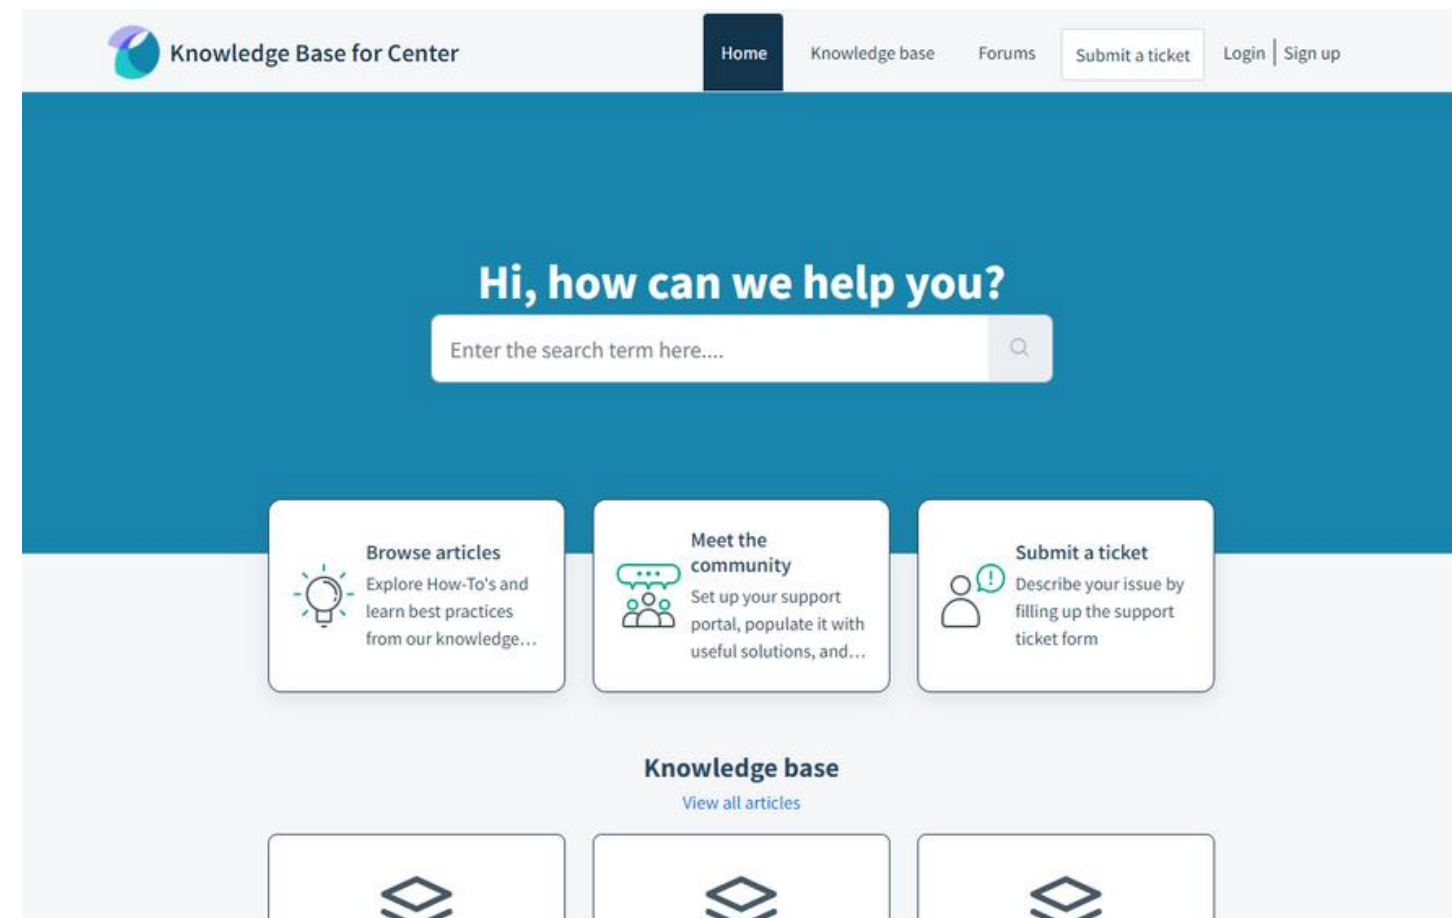 Knowledge Base for Center
Home
Knowledge base
Forums
Submit a ticket
Login | Sign up
Hi, how can we help you?
Enter the search term here....
Browse articles
Explore How-To's and
learn best practices
from our knowledge...
Meet the
community
Set up your support
portal, populate it with
useful solutions, and...
Submit a ticket
Describe your issue by
filling up the support
ticket form
Knowledge base
View all articles